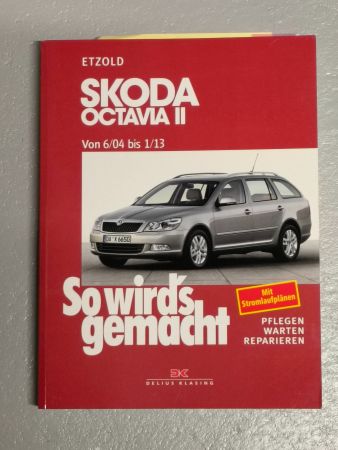 ETZOLD
SKODA
OCTAVIA II
Von 6/04 bis 1/13
So wird's
gemacht
Mit
Stromlaufplänen
PFLEGEN
WARTEN
REPARIEREN
DELIUS KLASING